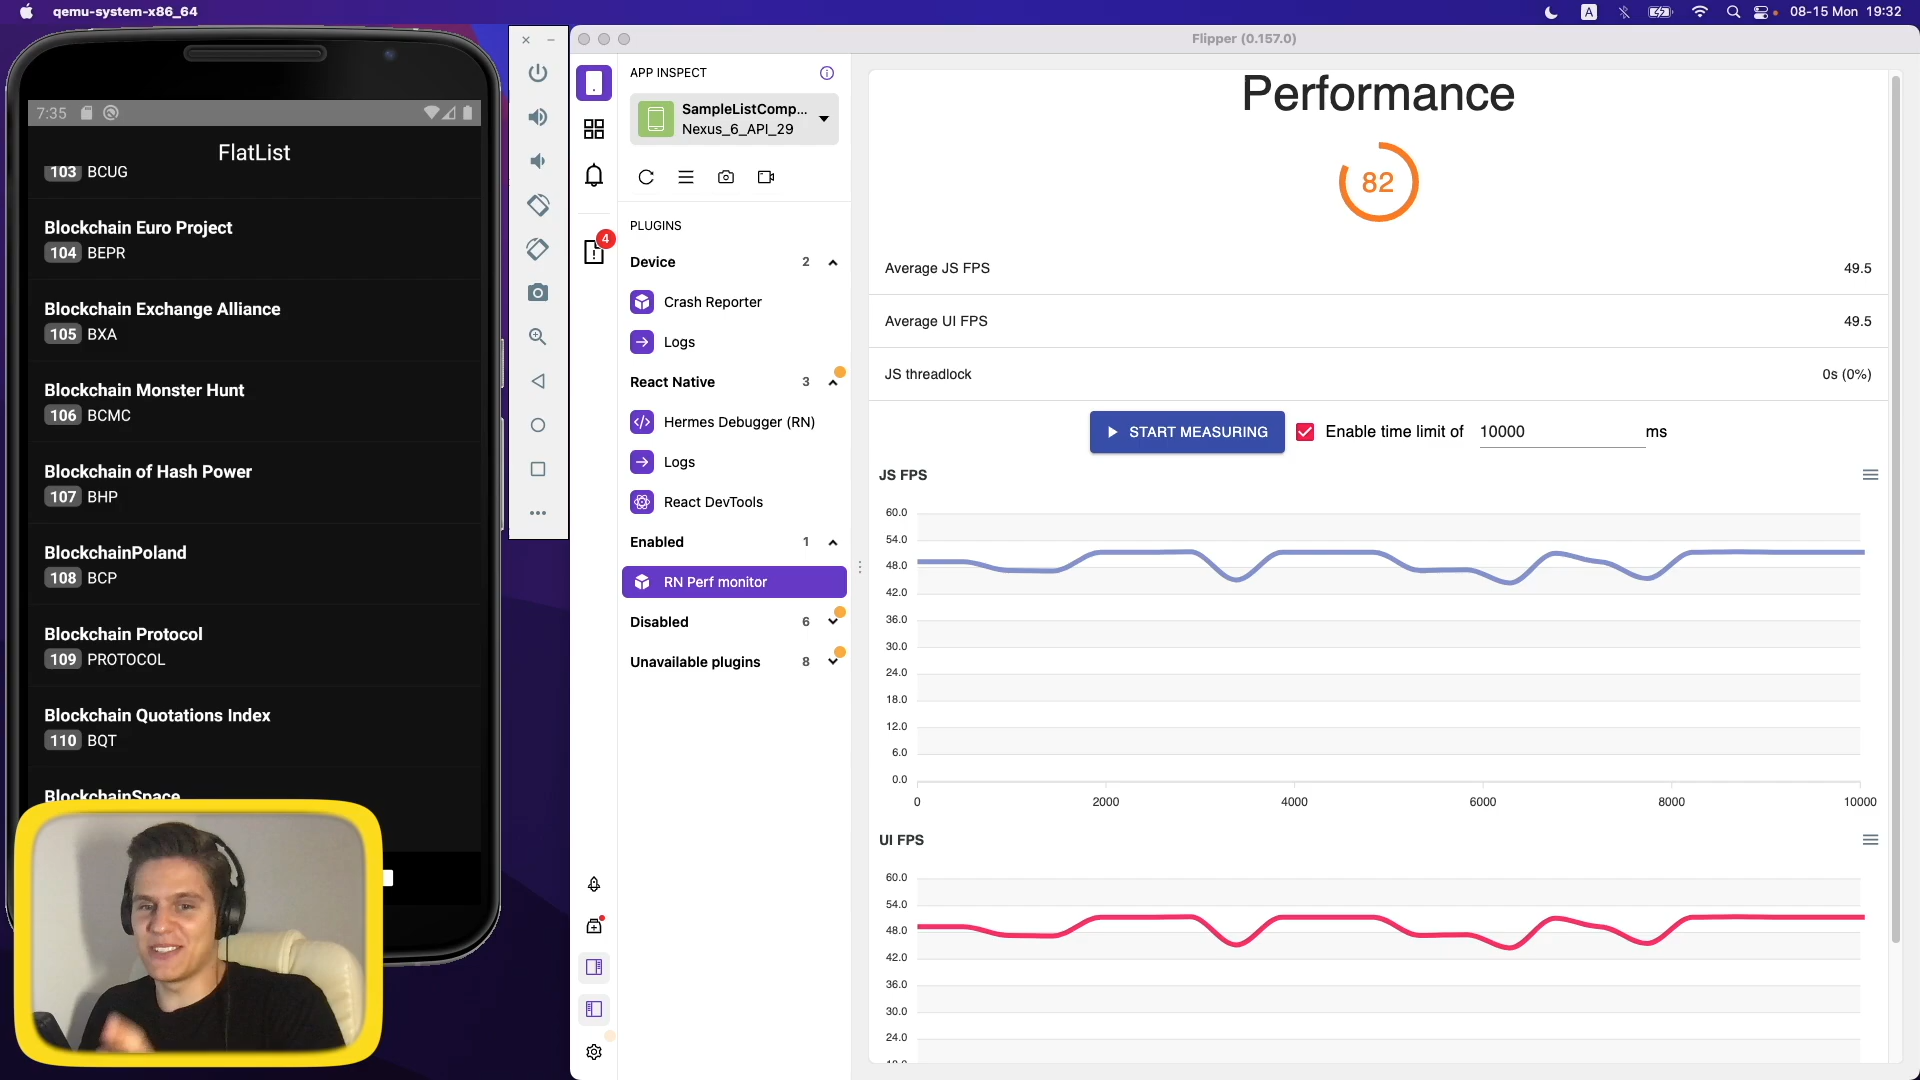 qemu-system-x86_64
A
08-15 Mon 19:32
7:35
FlatList
103 BCUG
Blockchain Euro Project
104 BEPR
Blockchain Exchange Alliance
105 BXA
Blockchain Monster Hunt
106 BCMC
Blockchain of Hash Power
107 BHP
BlockchainPoland
108 BCP
Blockchain Protocol
109 PROTOCOL
Blockchain Quotations Index
110 BQT
BlockchainSpace
Flipper (0.157.0)
APP INSPECT
SampleListComp...
Nexus_6_API_29
4
PLUGINS
Device 2
Crash Reporter
Logs
React Native 3
Hermes Debugger (RN)
Logs
React DevTools
Enabled 1
RN Perf monitor
Disabled 6
Unavailable plugins 8
Performance
82
Average JS FPS 49.5
Average UI FPS 49.5
JS threadlock 0s (0%)
START MEASURING Enable time limit of 10000 ms
JS FPS
60.0
54.0
48.0
42.0
36.0
30.0
24.0
18.0
12.0
6.0
0.0
0 2000 4000 6000 8000 10000
UI FPS
60.0
54.0
48.0
42.0
36.0
30.0
24.0